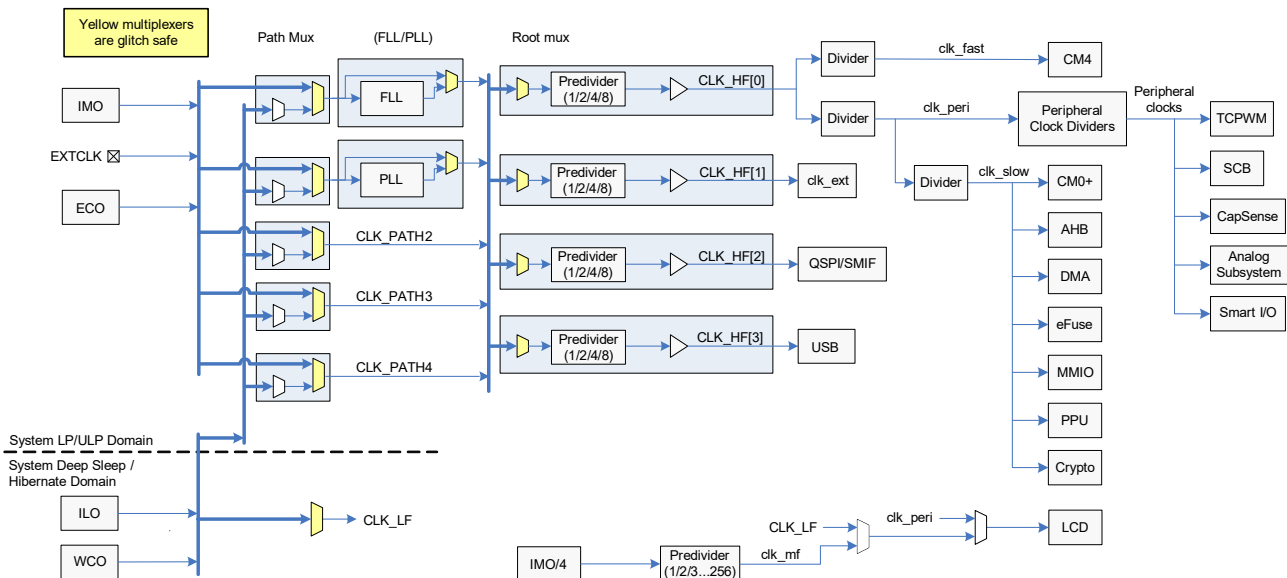 Yellow multiplexers
are glitch safe
Path Mux
(FLL/PLL)
Root mux
IMO
EXTCLK
ECO
FLL
PLL
CLK_PATH2
CLK_PATH3
CLK_PATH4
Predivider
(1/2/4/8)
CLK_HF[0]
Predivider
(1/2/4/8)
CLK_HF[1]
Predivider
(1/2/4/8)
CLK_HF[2]
Predivider
(1/2/4/8)
CLK_HF[3]
clk_ext
QSPI/SMIF
USB
Divider
clk_fast
CM4
Divider
clk_peri
Peripheral
Clock Dividers
Peripheral
clocks
Divider
clk_slow
CM0+
AHB
DMA
eFuse
MMIO
PPU
Crypto
TCPWM
SCB
CapSense
Analog
Subsystem
Smart I/O
System LP/ULP Domain
System Deep Sleep /
Hibernate Domain
ILO
WCO
CLK_LF
IMO/4
Predivider
(1/2/3...256)
clk_mf
CLK_LF
clk_peri
LCD